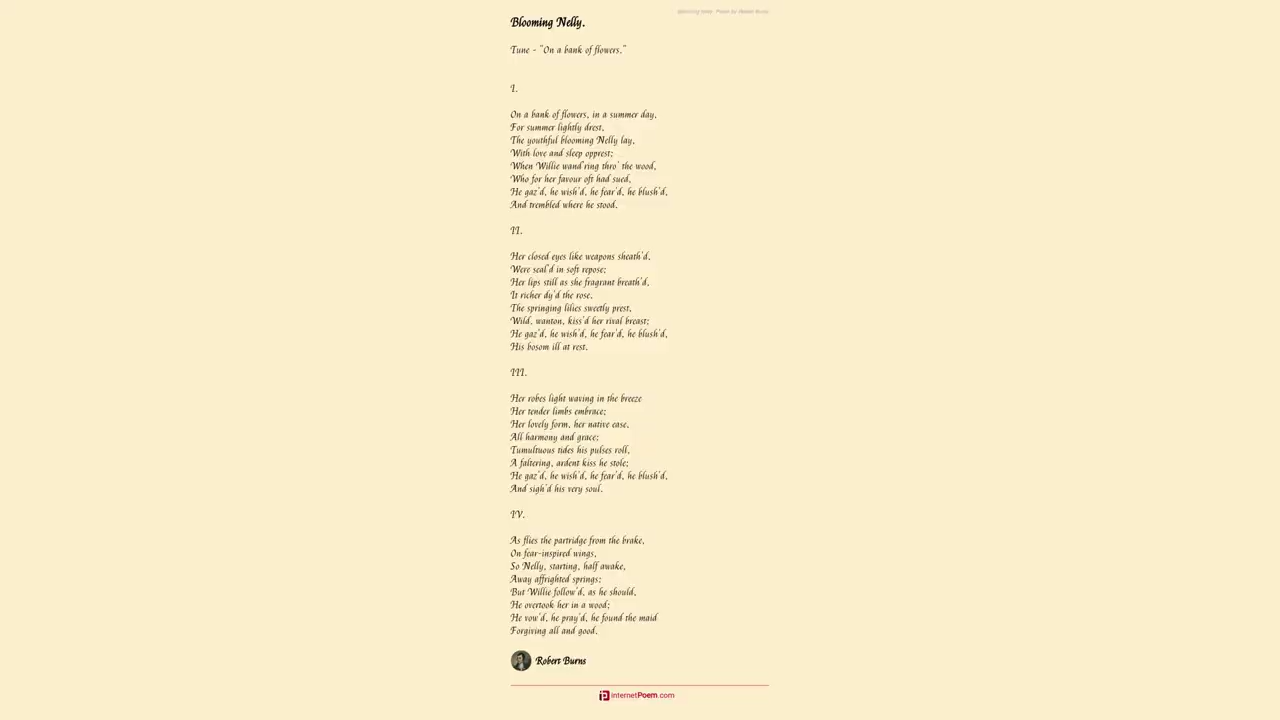 Blooming Nelly Poem by Robert Burns
Blooming Nelly.
Tune - "On a bank of flowers."
I.
On a bank of flowers, in a summer day,
For summer lightly drest,
The youthful blooming Nelly lay,
With love and sleep opprest;
When Willie wand'ring thro' the wood,
Who for her favour oft had sued,
He gaz'd, he wish'd, he fear'd, he blush'd,
And trembled where he stood.
II.
Her closed eyes like weapons sheath'd,
Were seal'd in soft repose;
Her lips still as she fragrant breath'd,
It richer dy'd the rose.
The springing lilies sweetly prest,
Wild, wanton, kiss'd her rival breast;
He gaz'd, he wish'd, he fear'd, he blush'd,
His bosom ill at rest.
III.
Her robes light waving in the breeze
Her tender limbs embrace;
Her lovely form, her native ease,
All harmony and grace;
Tumultuous tides his pulses roll,
A faltering, ardent kiss he stole;
He gaz'd, he wish'd, he fear'd, he blush'd,
And sigh'd his very soul.
IV.
As flies the partridge from the brake,
On fear-inspired wings,
So Nelly, starting, half awake,
Away affrighted springs;
But Willie follow'd, as he should,
He overtook her in a wood;
He vow'd, he pray'd, he found the maid
Forgiving all and good.
Robert Burns
internetPoem.com